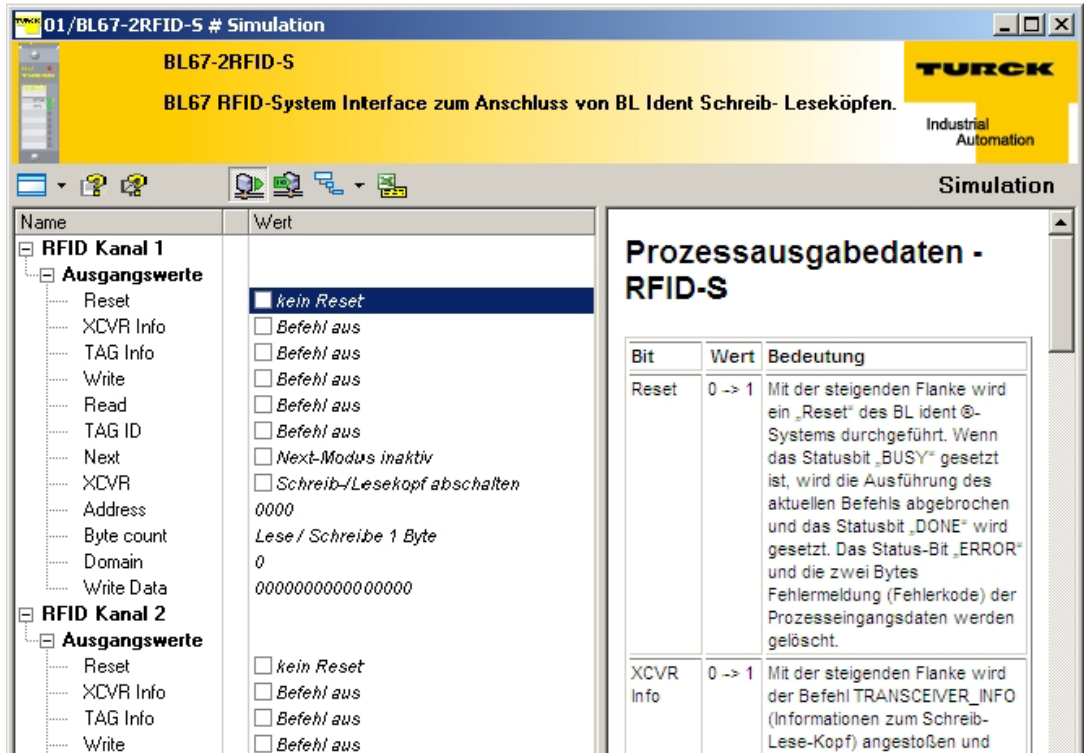 01/BL67-2RFID-S # Simulation
BL67-2RFID-S
TURCK
BL67 RFID-System Interface zum Anschluss von BL Ident Schreib- Leseköpfen.
Industrial
Automation
Simulation
Name Wert
RFID Kanal 1
Ausgangswerte
Reset kein Reset
XCVR Info Befehl aus
TAG Info Befehl aus
Write Befehl aus
Read Befehl aus
TAG ID Befehl aus
Next Next-Modus inaktiv
XCVR Schreib-/Lesekopf abschalten
Address 0000
Byte count Lese / Schreibe 1 Byte
Domain 0
Write Data 0000000000000000
RFID Kanal 2
Ausgangswerte
Reset kein Reset
XCVR Info Befehl aus
TAG Info Befehl aus
Write Befehl aus
Prozessausgabedaten -
RFID-S
Bit Wert Bedeutung
Reset 0 -> 1 Mit der steigenden Flanke wird
ein „Reset“ des BL ident ®-
Systems durchgeführt. Wenn
das Statusbit „BUSY“ gesetzt
ist, wird die Ausführung des
aktuellen Befehls abgebrochen
und das Statusbit „DONE“ wird
gesetzt. Das Status-Bit „ERROR“
und die zwei Bytes
Fehlermeldung (Fehlerkode) der
Prozesseingangsdaten werden
gelöscht.
XCVR 0 -> 1 Mit der steigenden Flanke wird
Info der Befehl TRANSCEIVER_INFO
(Informationen zum Schreib-
Lese-Kopf) angestoßen und